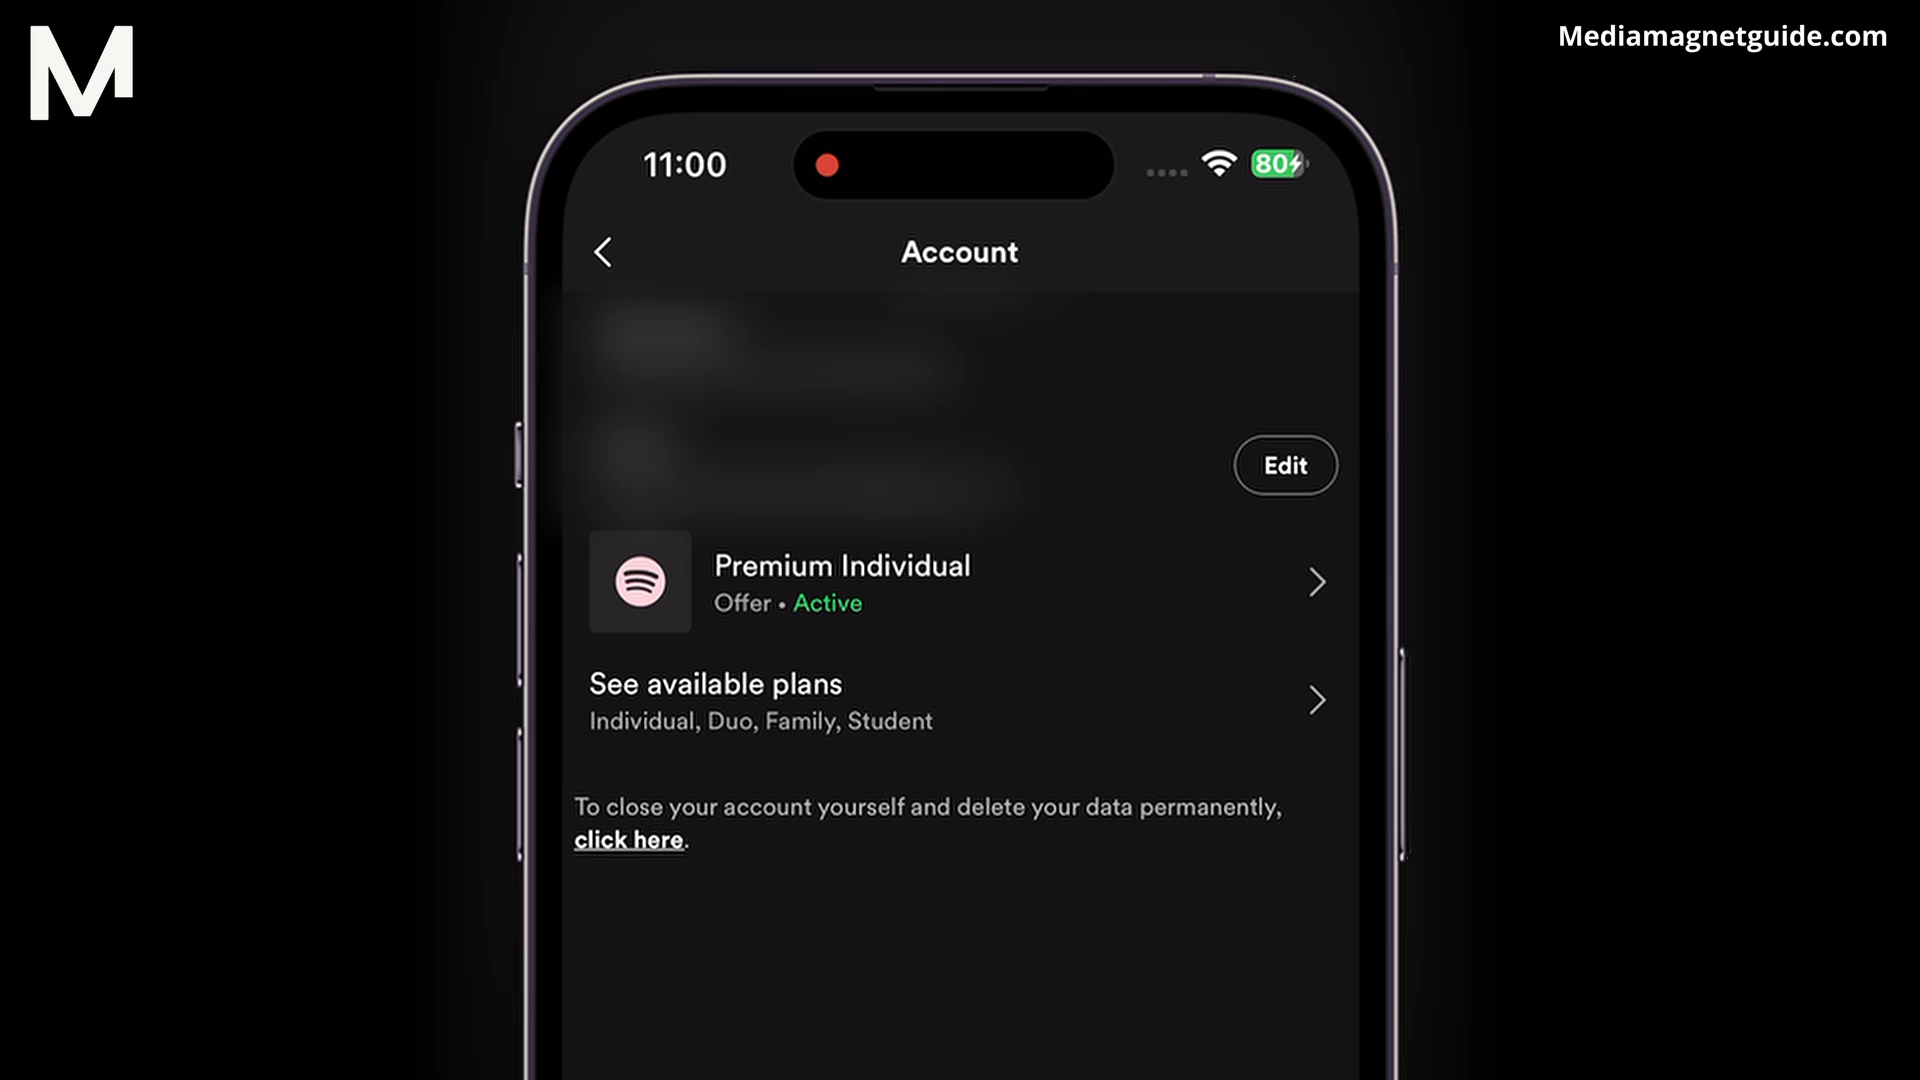 M
Mediamagnetguide.com
11:00
80
Account
Edit
Premium Individual
Offer • Active
See available plans
Individual, Duo, Family, Student
To close your account yourself and delete your data permanently,
click here.